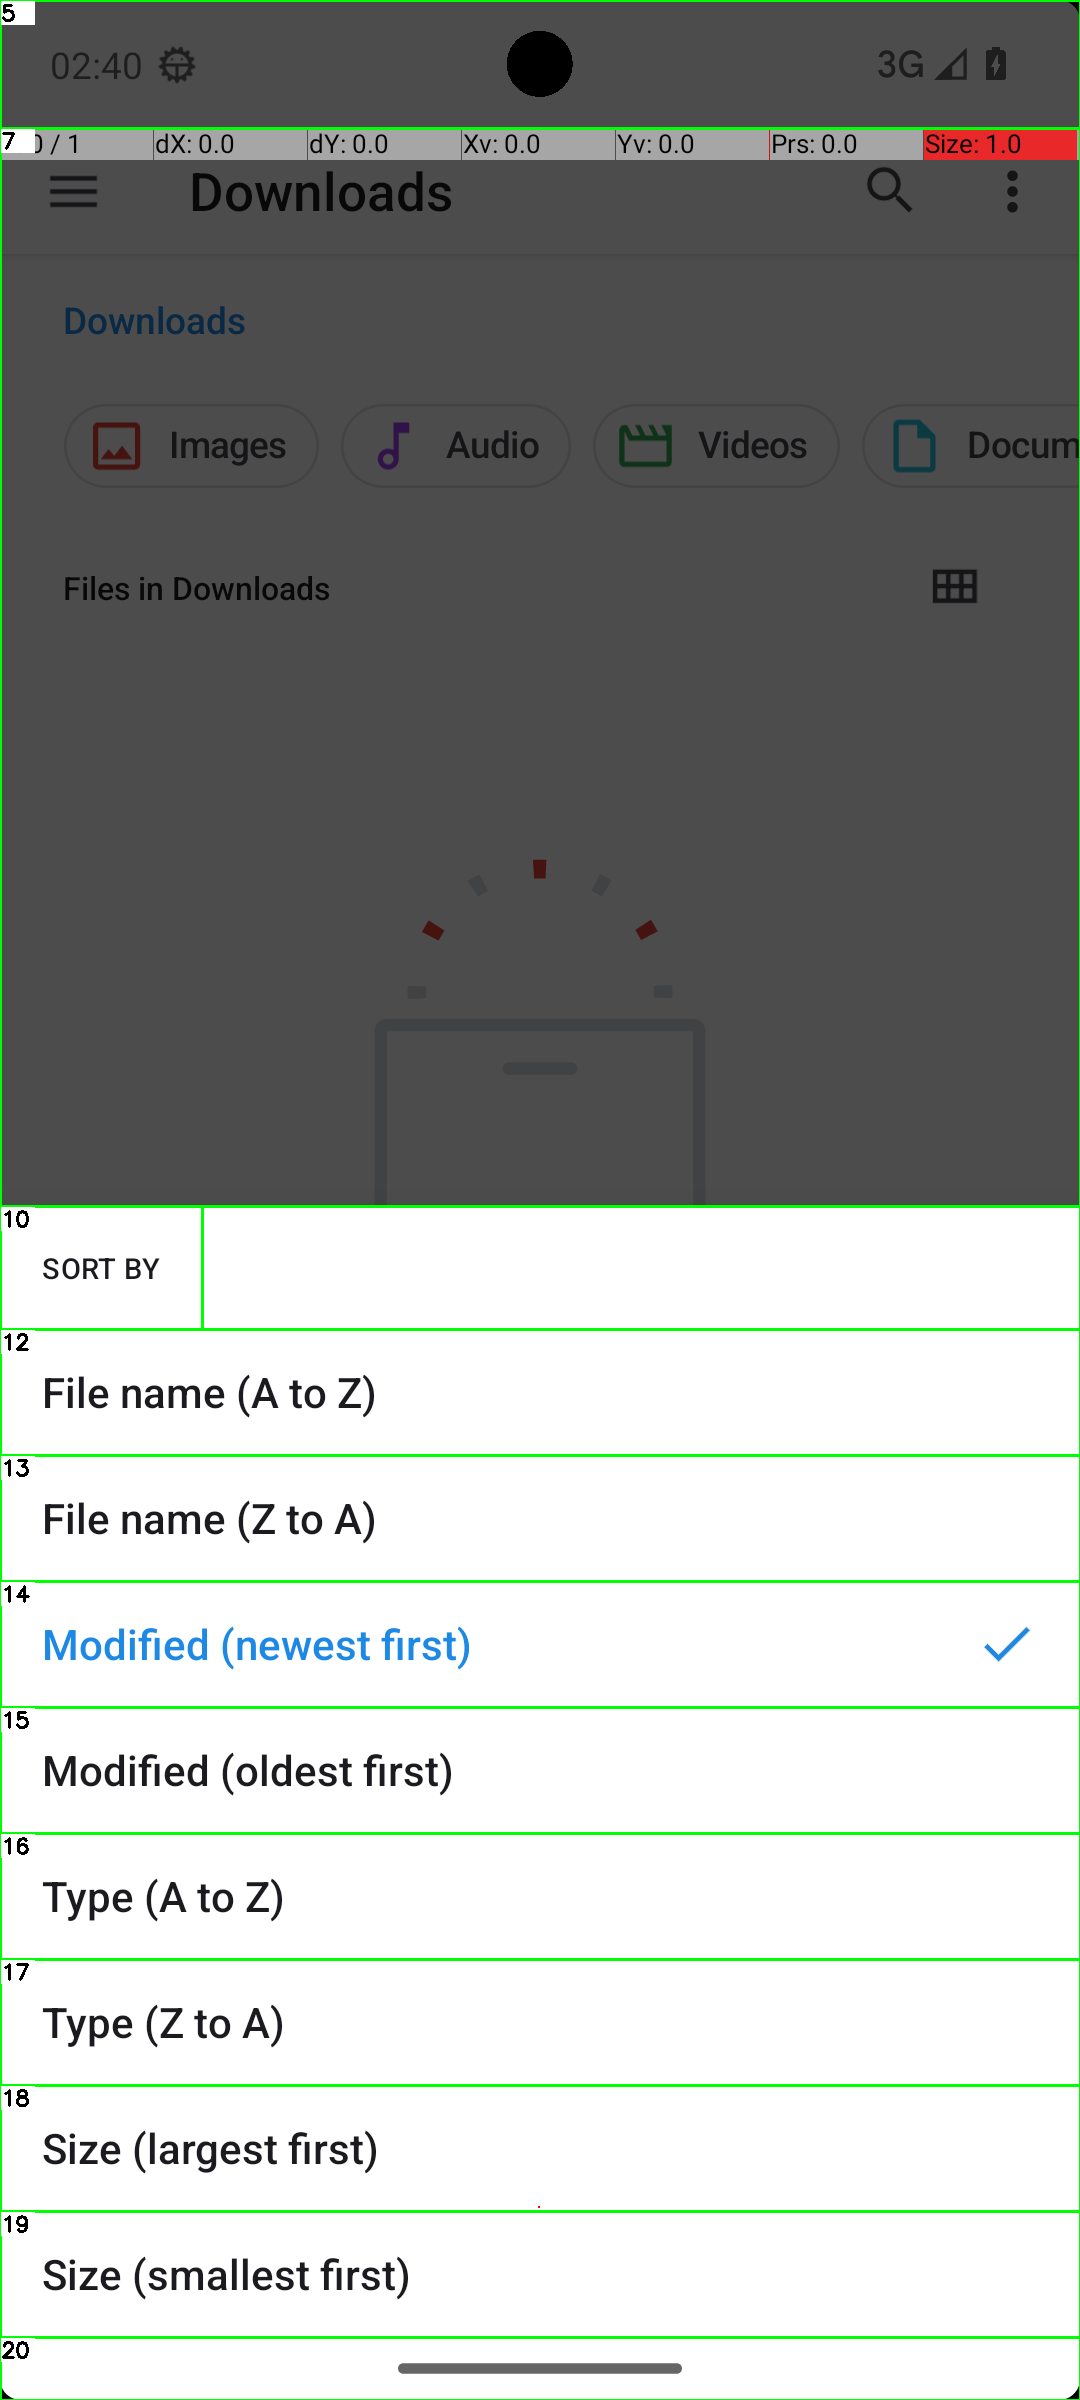 5
02:40
3G
7
0 / 1
dX: 0.0
dY: 0.0
Xv: 0.0
Yv: 0.0
Prs: 0.0
Size: 1.0
Downloads
Downloads
Images
Audio
Videos
Docum
Files in Downloads
10
SORT BY
12
File name (A to Z)
13
File name (Z to A)
14
Modified (newest first)
15
Modified (oldest first)
16
Type (A to Z)
17
Type (Z to A)
18
Size (largest first)
19
Size (smallest first)
20